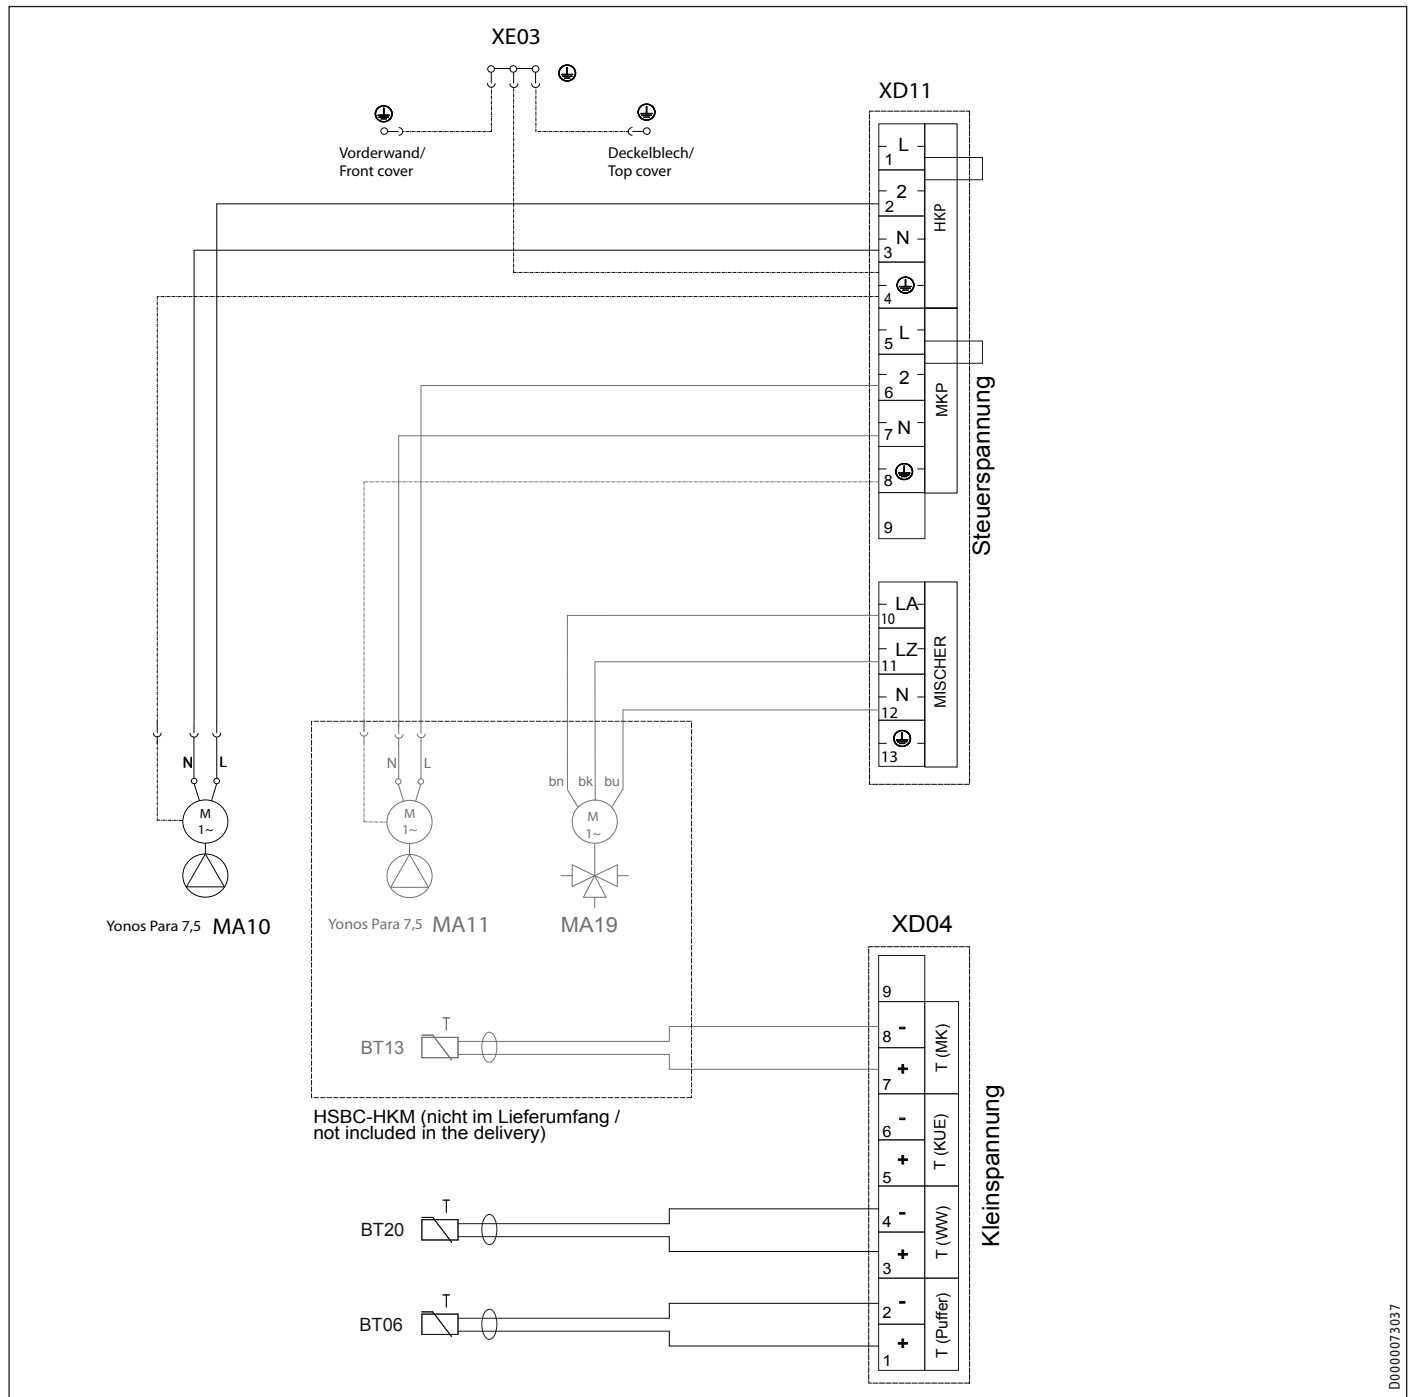 XE03
XD11
Vorderwand/
Front cover
Deckelblech/
Top cover
L
1
2
2
N
3
4
HKP
L
5
2
6
N
7
8
MKP
9
Steuerspannung
LA
10
LZ
11
N
12
13
MISCHER
N L
M
1~
Yonos Para 7,5 MA10
N L
M
1~
Yonos Para 7,5 MA11
bn bk bu
M
1~
MA19
XD04
9
8 -
7 +
T (MK)
6 -
5 +
T (KUE)
4 -
3 +
T (WW)
2 -
1 +
T (Puffer)
Kleinspannung
T
BT13
HSBC-HKM (nicht im Lieferumfang /
not included in the delivery)
T
BT20
T
BT06
D0000073037